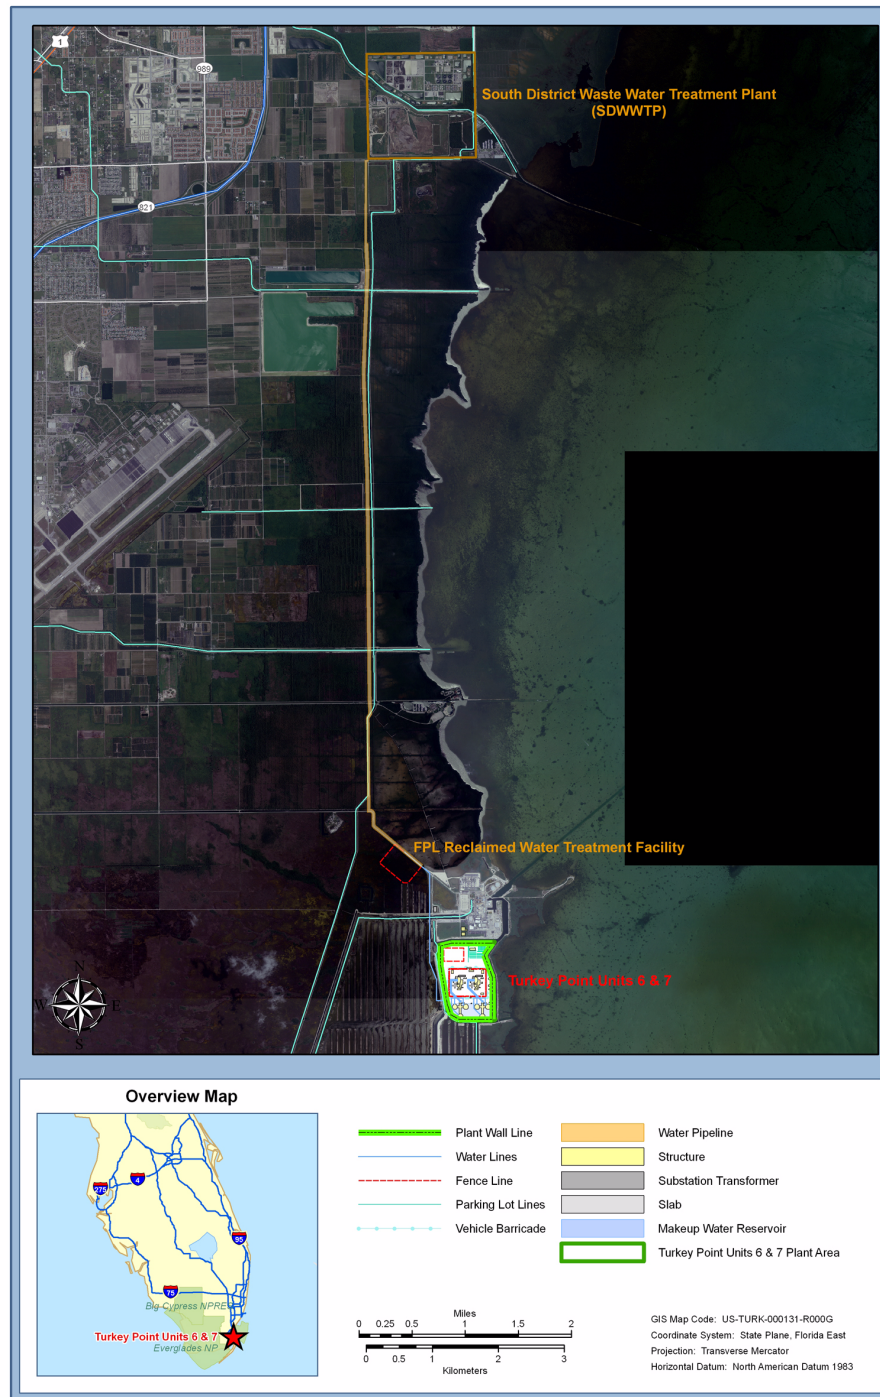 1
989
South District Waste Water Treatment Plant
(SDWWTP)
821
FPL Reclaimed Water Treatment Facility
Turkey Point Units 6 & 7
N
W E
S
Overview Map
4
275
95
75
Big Cypress NPRE
Turkey Point Units 6 & 7
Everglades NP
Plant Wall Line
Water Lines
Fence Line
Parking Lot Lines
Vehicle Barricade
Water Pipeline
Structure
Substation Transformer
Slab
Makeup Water Reservoir
Turkey Point Units 6 & 7 Plant Area
Miles
0 0.25 0.5 1 1.5 2
0 0.5 1 2 3
Kilometers
GIS Map Code: US-TURK-000131-R000G
Coordinate System: State Plane, Florida East
Projection: Transverse Mercator
Horizontal Datum: North American Datum 1983